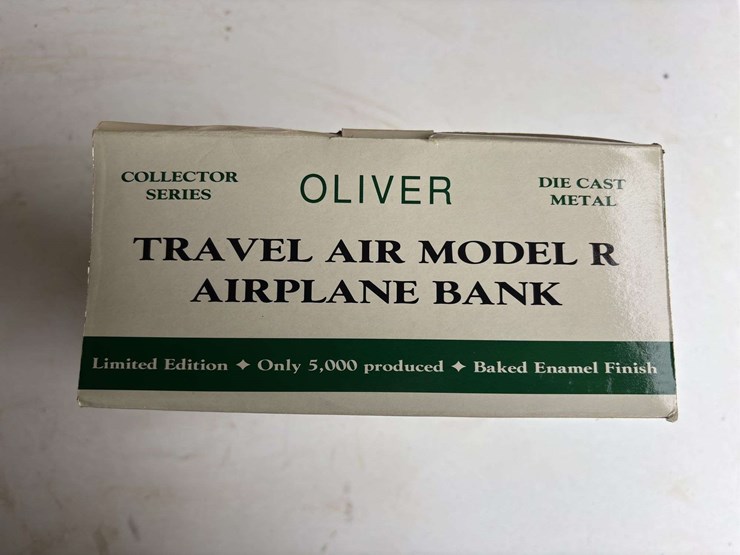 COLLECTOR
SERIES
OLIVER
DIE CAST
METAL
TRAVEL AIR MODEL R
AIRPLANE BANK
Limited Edition ✦ Only 5,000 produced ✦ Baked Enamel Finish